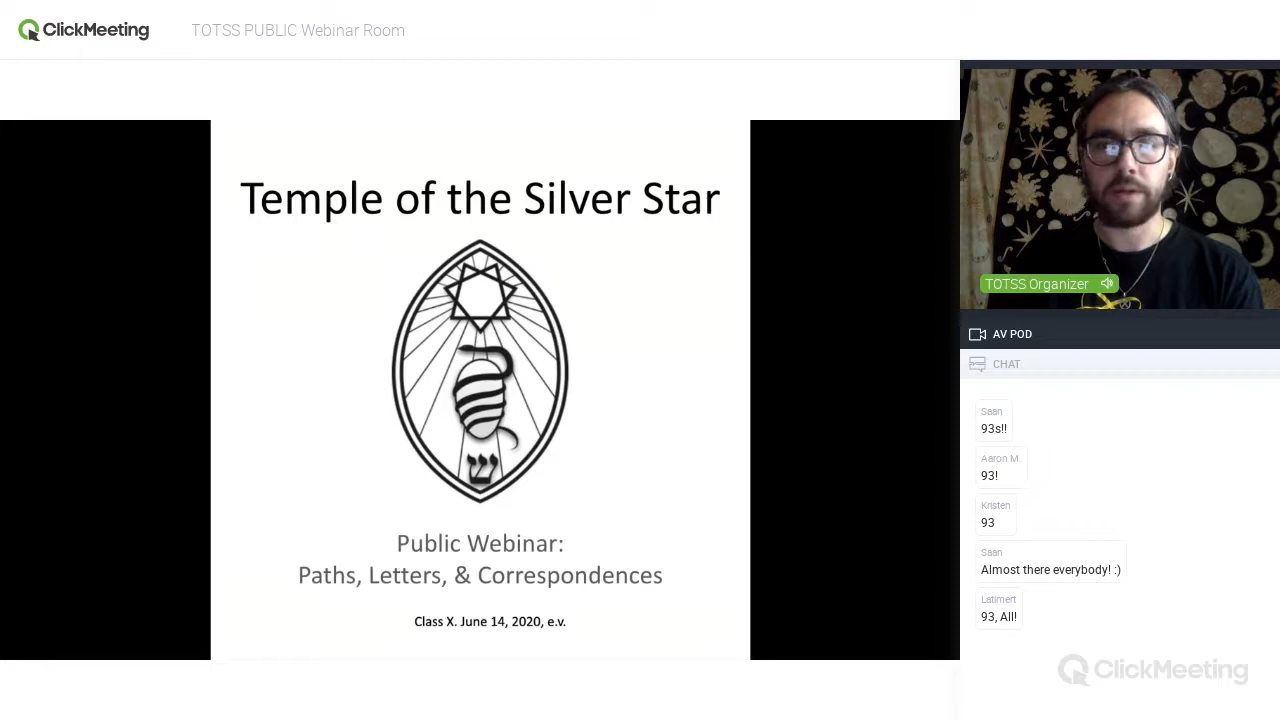 ClickMeeting
TOTSS PUBLIC Webinar Room
Temple of the Silver Star
ש
Public Webinar:
Paths, Letters, & Correspondences
Class X. June 14, 2020, e.v.
TOTSS Organizer
AV POD
CHAT
Saan
93s!!
Aaron M.
93!
Kristen
93
Saan
Almost there everybody! :)
Latimert
93, All!
ClickMeeting